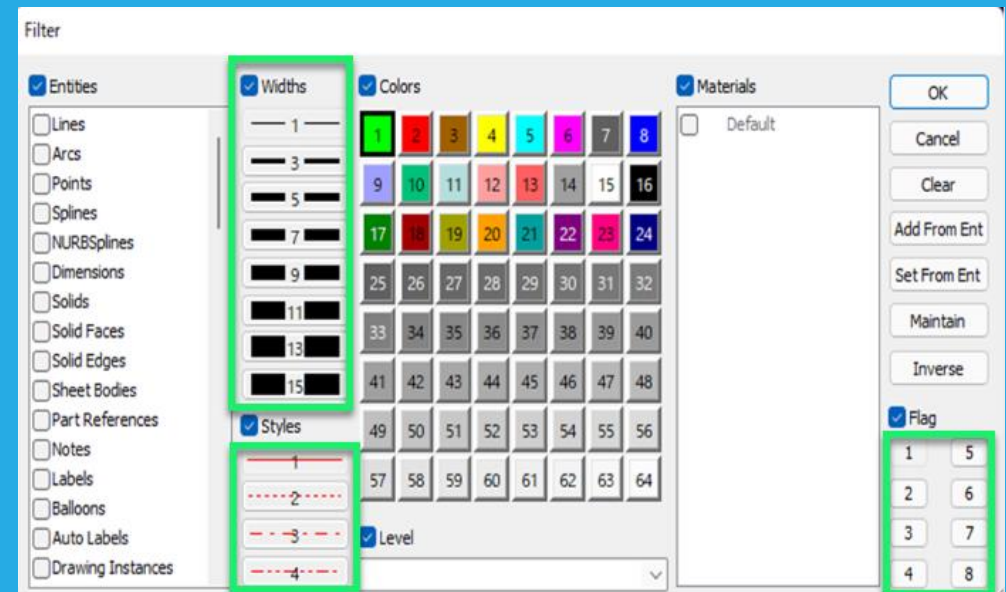 Filter
Entities
Lines
Arcs
Points
Splines
NURBSplines
Dimensions
Solids
Solid Faces
Solid Edges
Sheet Bodies
Part References
Notes
Labels
Balloons
Auto Labels
Drawing Instances
Widths
1
3
5
7
9
11
13
15
Styles
1
2
3
4
Colors
1 2 3 4 5 6 7 8
9 10 11 12 13 14 15 16
17 18 19 20 21 22 23 24
25 26 27 28 29 30 31 32
33 34 35 36 37 38 39 40
41 42 43 44 45 46 47 48
49 50 51 52 53 54 55 56
57 58 59 60 61 62 63 64
Level
Materials
Default
OK
Cancel
Clear
Add From Ent
Set From Ent
Maintain
Inverse
Flag
1 5
2 6
3 7
4 8